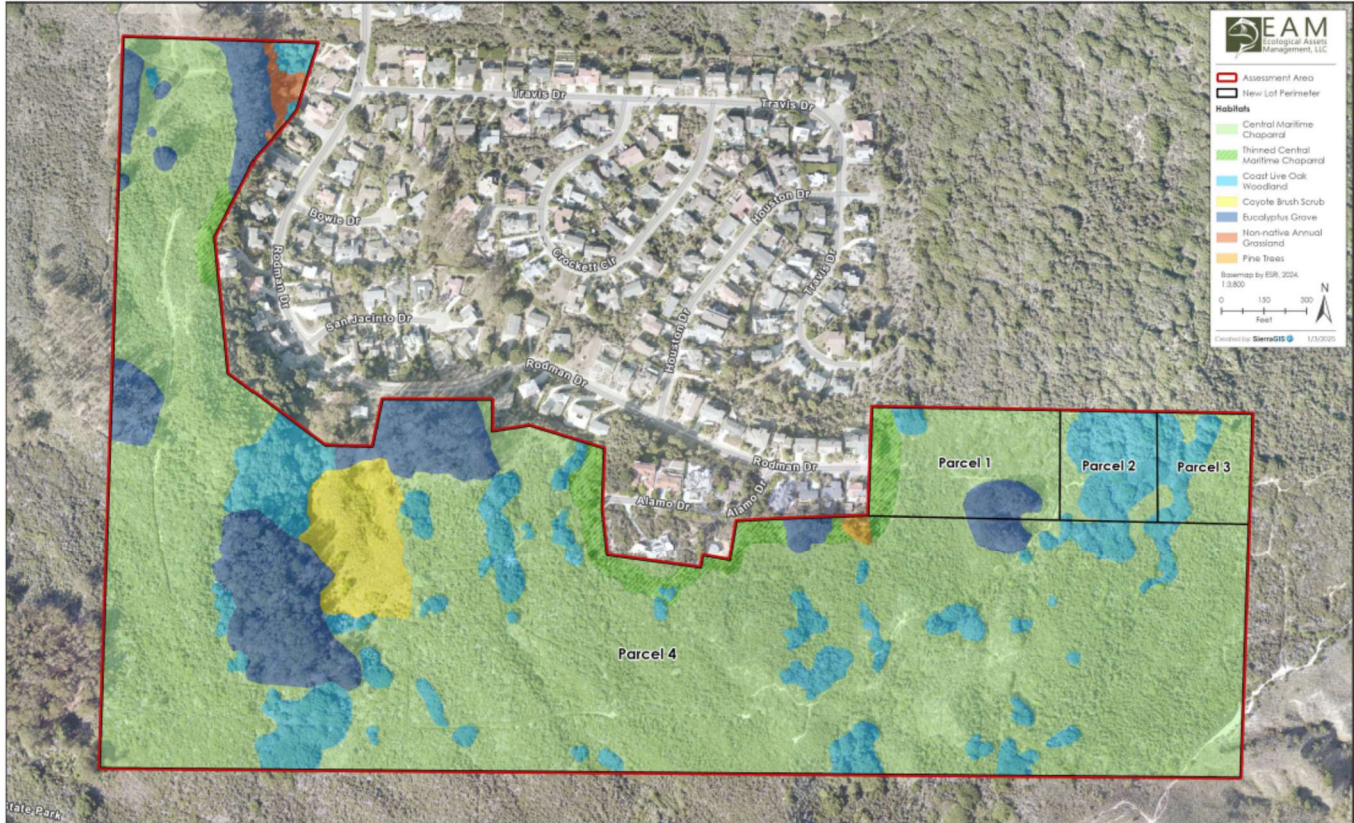 EAM
Ecological Assets
Management, LLC
Assessment Area
New Lot Perimeter
Habitats
Central Maritime
Chaparral
Thinned Central
Maritime Chaparral
Coast Live Oak
Woodland
Coyote Brush Scrub
Eucalyptus Grove
Non-native Annual
Grassland
Pine Trees
Basemap by ESRI, 2024.
1:3,800
N
0 150 300
Feet
Created by: SierraGIS 1/3/2025
Travis Dr
Travis Dr
Houston Dr
Bowie Dr
Crockett Cir
Travis Dr
Rodman Dr
San Jacinto Dr
Houston Dr
Rodman Dr
Rodman Dr
Alamo Dr
Alamo Dr
Parcel 1
Parcel 2
Parcel 3
Parcel 4
State Park